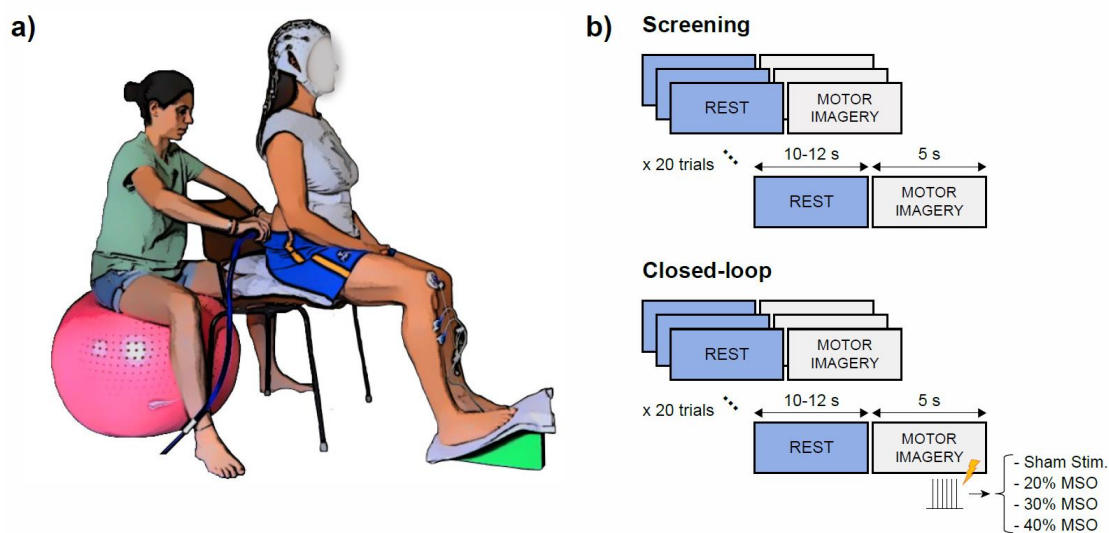 a)
b)
Screening
REST
MOTOR
IMAGERY
x 20 trials
10-12 s
5 s
REST
MOTOR
IMAGERY
Closed-loop
REST
MOTOR
IMAGERY
x 20 trials
10-12 s
5 s
REST
MOTOR
IMAGERY
- Sham Stim.
- 20% MSO
- 30% MSO
- 40% MSO